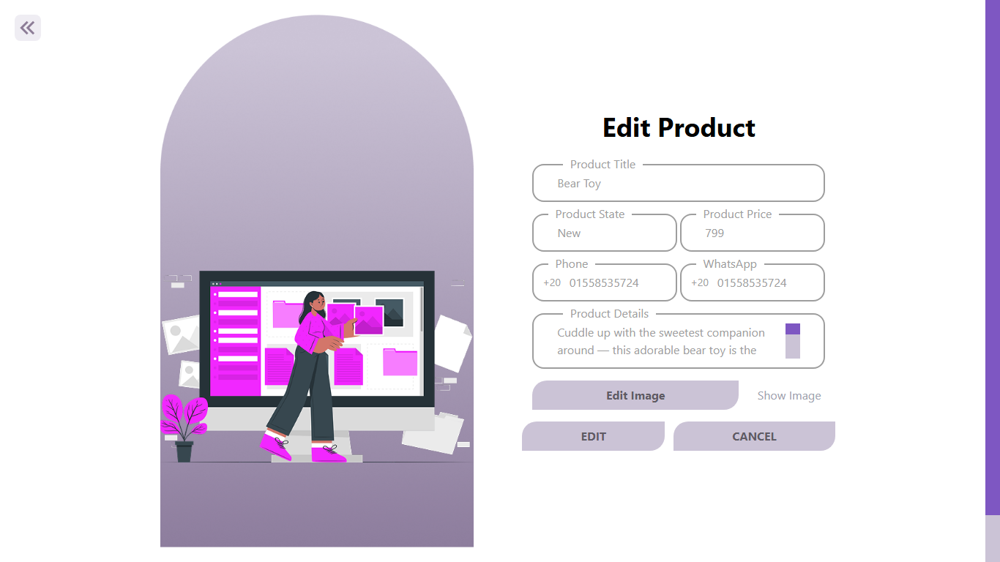 Edit Product
Product Title
Bear Toy
Product State
New
Product Price
799
Phone
+20 01558535724
WhatsApp
+20 01558535724
Product Details
Cuddle up with the sweetest companion
around — this adorable bear toy is the
Edit Image
Show Image
EDIT
CANCEL